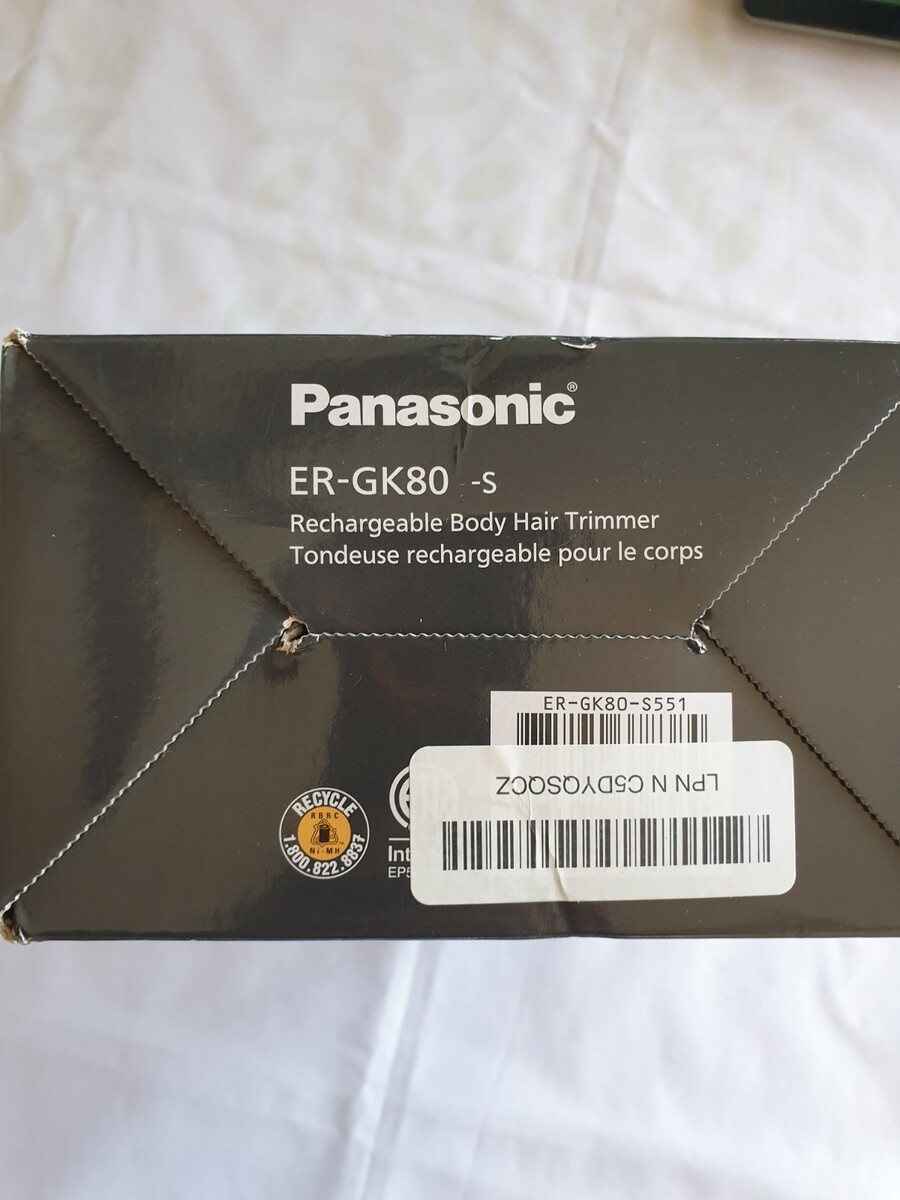 Panasonic®
ER-GK80 -S
Rechargeable Body Hair Trimmer
Tondeuse rechargeable pour le corps
ER-GK80-S551
LPN N C5DYQSQCZ
RECYCLE
RBRC
Ni-MH
1.800.822.8837